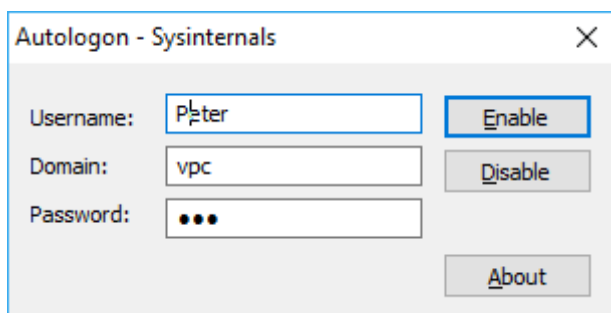 Autologon - Sysinternals
Username: Peter Enable
Domain: vpc Disable
Password: ●●●
About